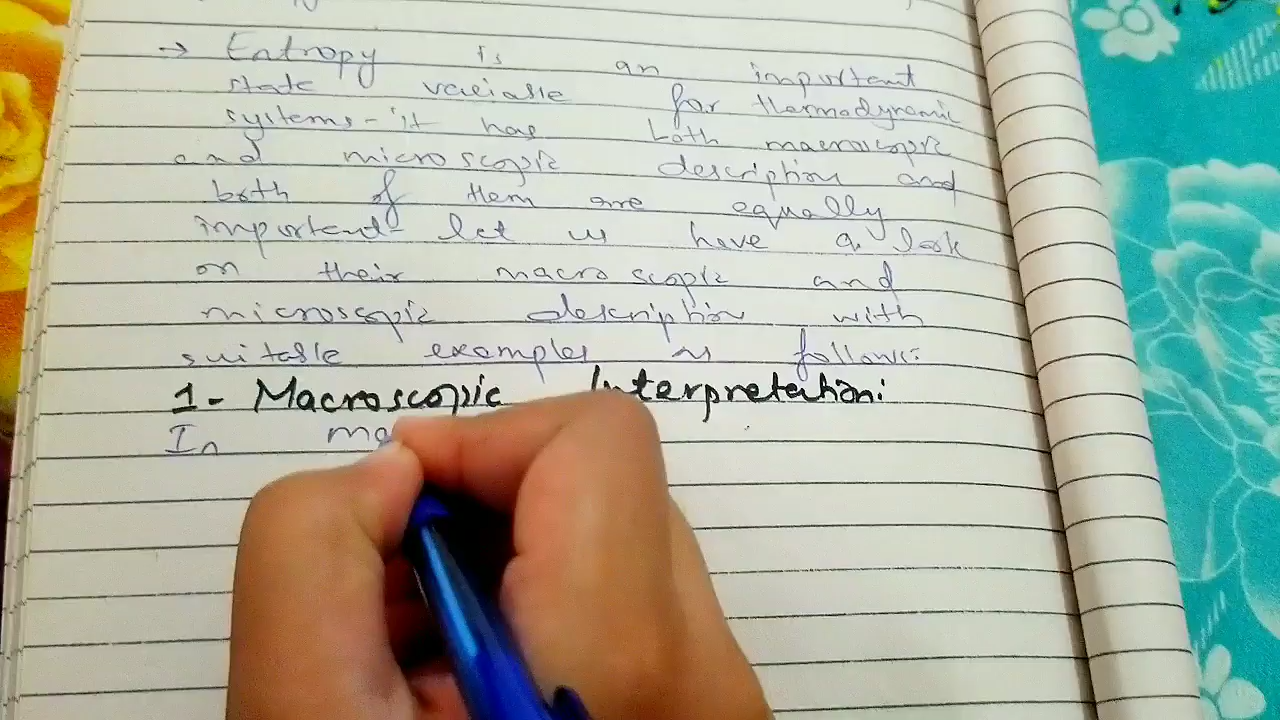 → Entropy is an important
state variable for thermodynamic
systems - it has both macroscopic
and microscopic description and
both of them are equally
important let us have a look
on their macroscopic and
microscopic description with
suitable examples as follows:
1- Macroscopic Interpretation:
In ma